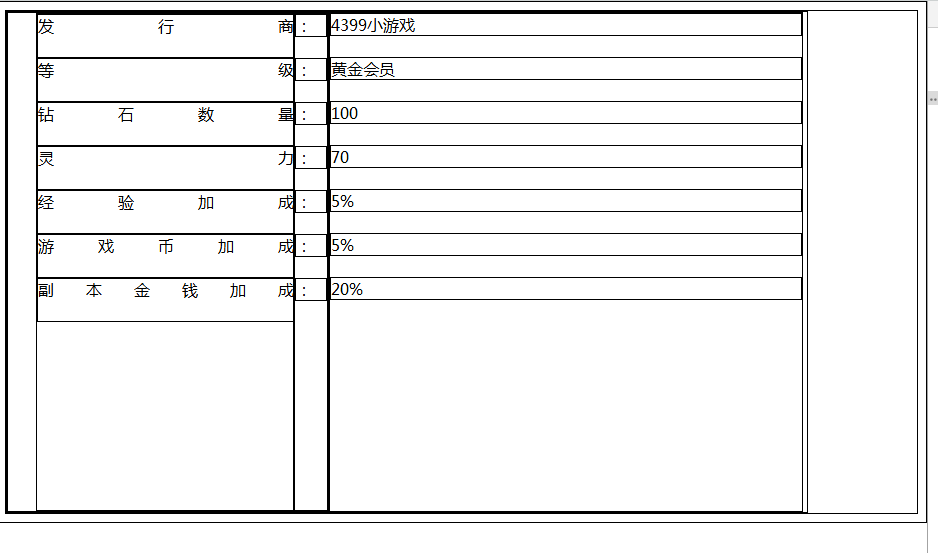 发行商：4399小游戏
等级：黄金会员
钻石数量：100
灵力：70
经验加成：5%
游戏币加成：5%
副本金钱加成：20%